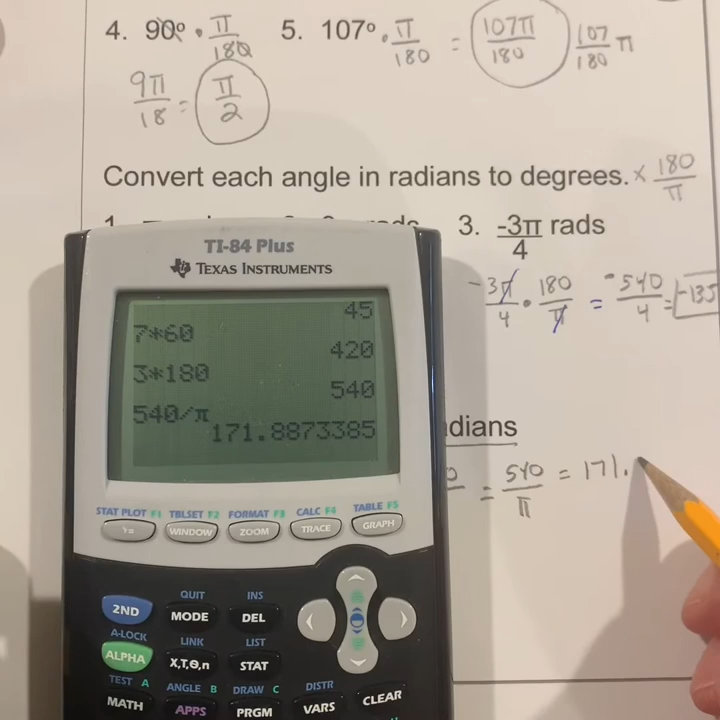 4. 90° · π/180 5. 107° · π/180 = 107π/180 107/180 π
9π/18 = π/2
Convert each angle in radians to degrees. × 180/π
3. -3π/4 rads
-3π/4 · 180/π = -540/4 = -135
TI-84 Plus
TEXAS INSTRUMENTS
45
7*60
420
3*180
540
540/π
171.8873385
= 540/π = 171.
STAT PLOT F1 TBLSET F2 FORMAT F3 CALC F4 TABLE F5
Y= WINDOW ZOOM TRACE GRAPH
QUIT INS
2ND MODE DEL
A-LOCK LINK LIST
ALPHA X,T,Θ,n STAT
TEST A ANGLE B DRAW C DISTR
MATH APPS PRGM VARS CLEAR